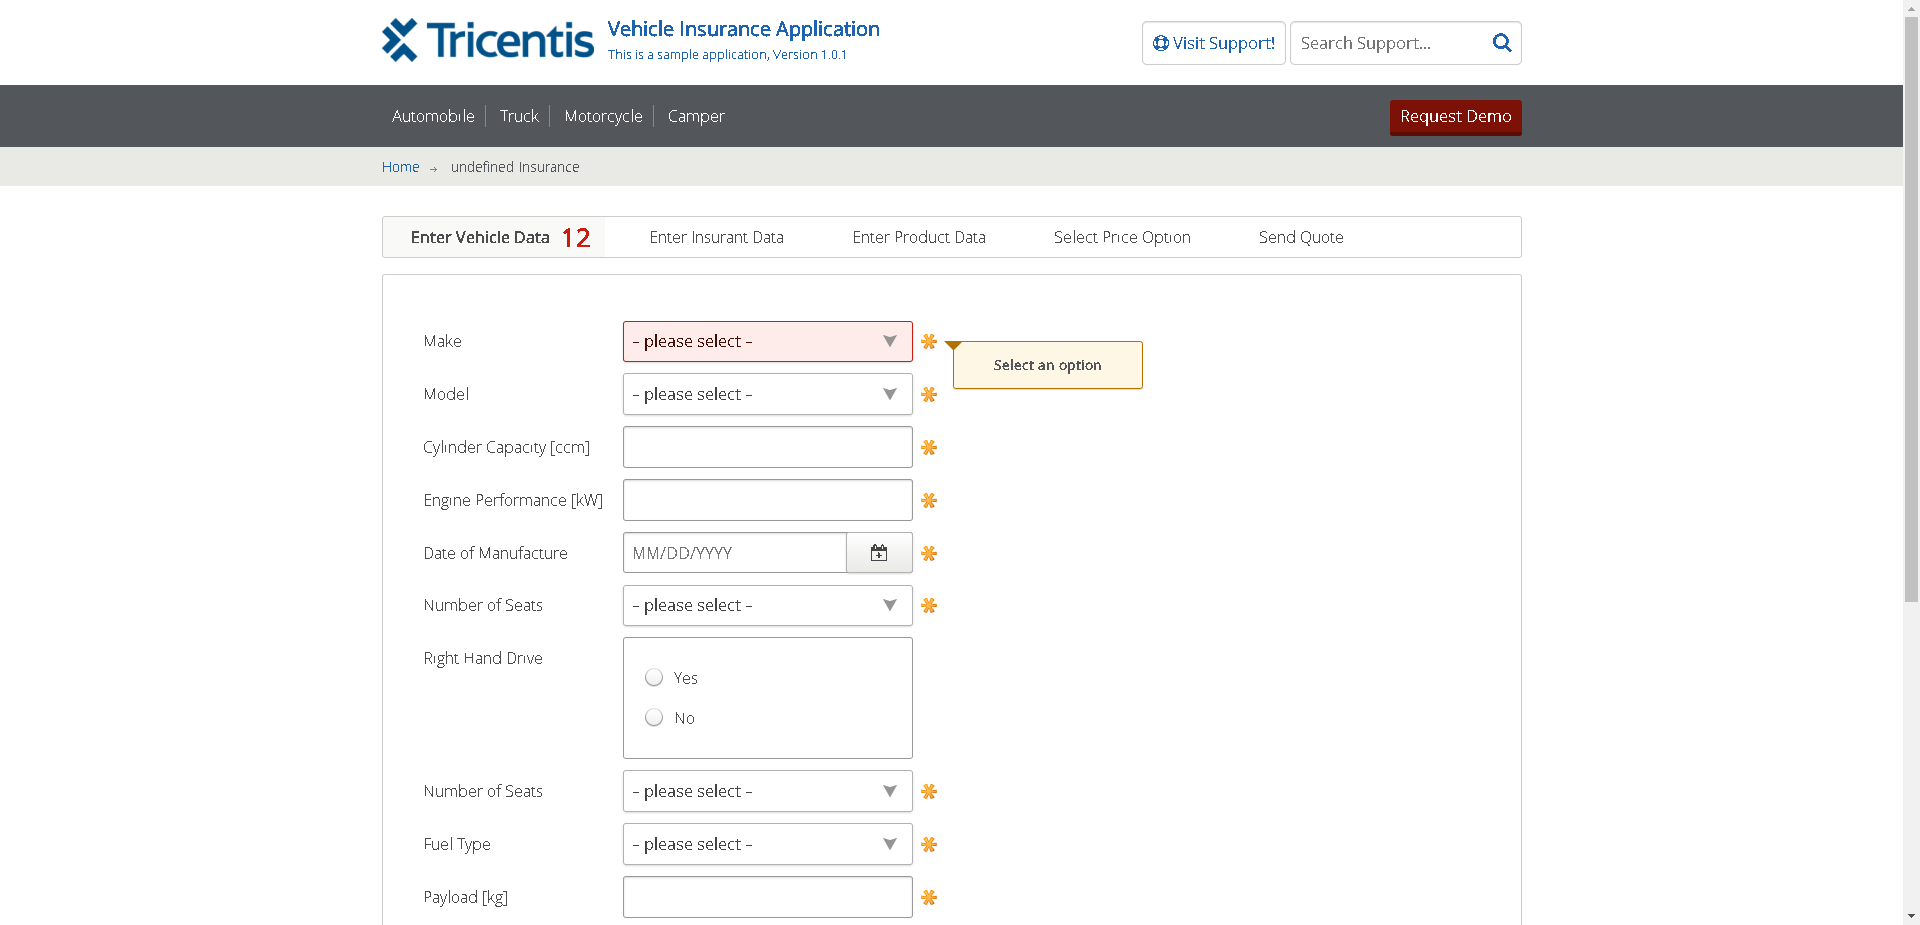 Tricentis
Vehicle Insurance Application
This is a sample application, Version 1.0.1
Visit Support!
Search Support...
Automobile
Truck
Motorcycle
Camper
Request Demo
Home → undefined Insurance
Enter Vehicle Data 12
Enter Insurant Data
Enter Product Data
Select Price Option
Send Quote
Make
– please select –
Select an option
Model
– please select –
Cylinder Capacity [ccm]
Engine Performance [kW]
Date of Manufacture
MM/DD/YYYY
Number of Seats
– please select –
Right Hand Drive
Yes
No
Number of Seats
– please select –
Fuel Type
– please select –
Payload [kg]